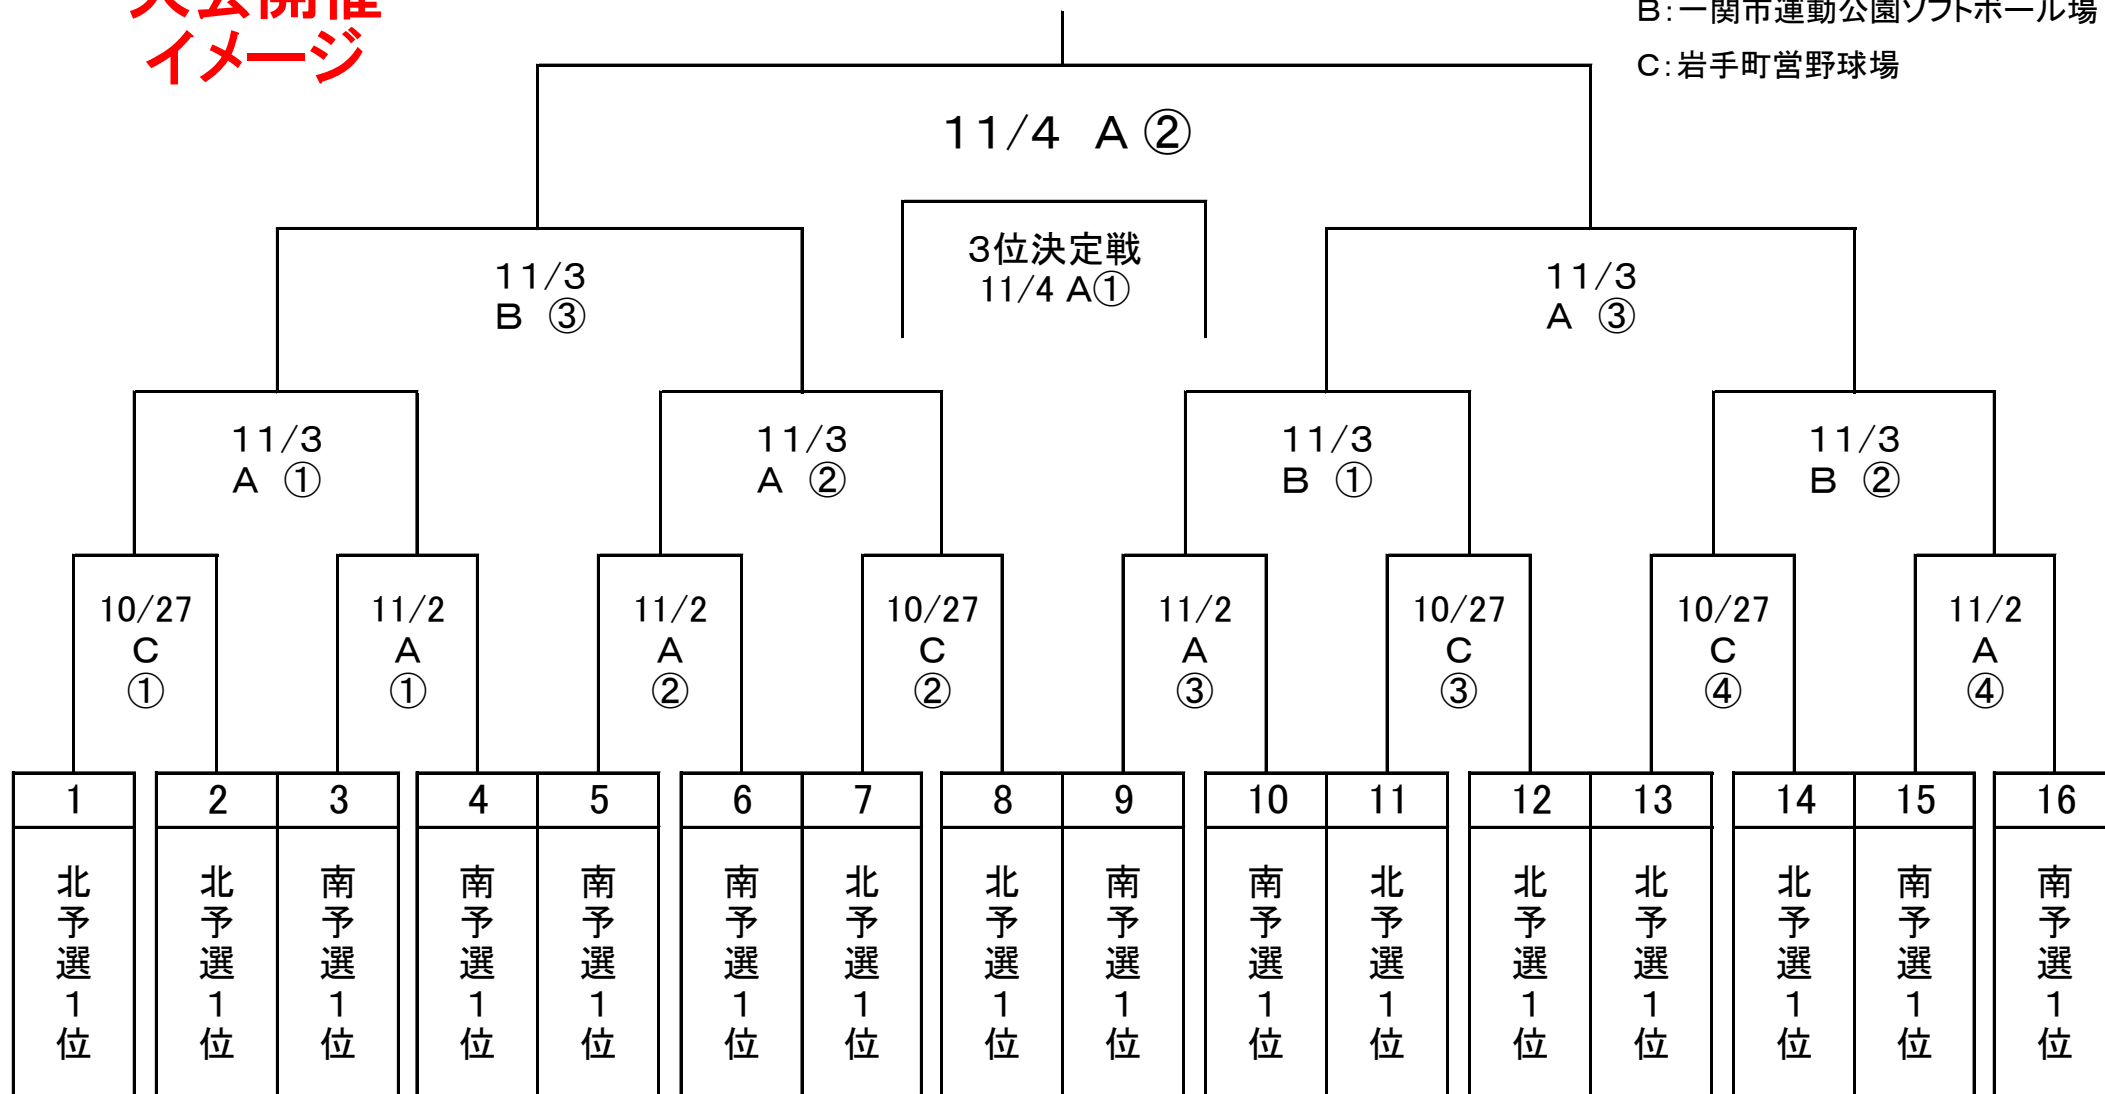 大会開催
イメージ
B：一関市運動公園ソフトボール場
C：岩手町営野球場
11/4 A ②
3位決定戦
11/4 A①
11/3
B ③
11/3
A ③
11/3
A ①
11/3
A ②
11/3
B ①
11/3
B ②
10/27
C
①
11/2
A
①
11/2
A
②
10/27
C
②
11/2
A
③
10/27
C
③
10/27
C
④
11/2
A
④
1 2 3 4 5 6 7 8 9 10 11 12 13 14 15 16
北予選1位
北予選1位
南予選1位
南予選1位
南予選1位
南予選1位
北予選1位
北予選1位
南予選1位
南予選1位
北予選1位
北予選1位
北予選1位
北予選1位
南予選1位
南予選1位